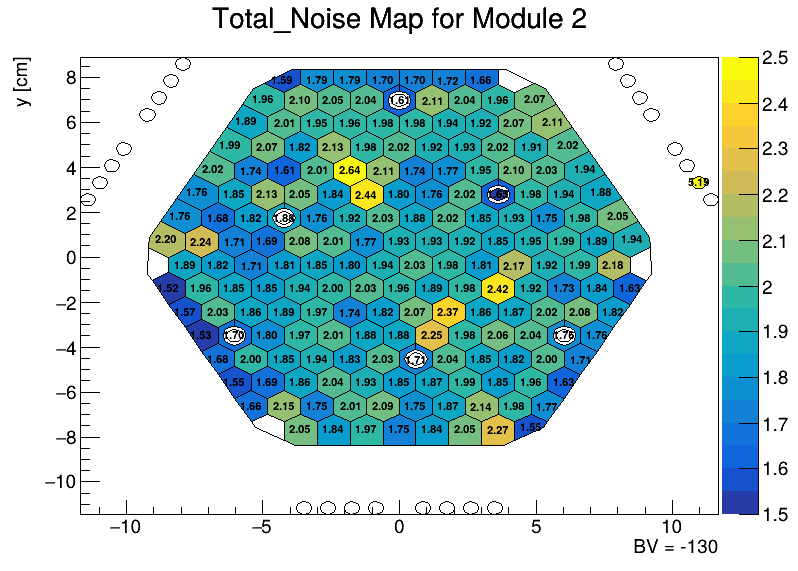 Total_Noise Map for Module 2
y [cm]
8
6
4
2
0
−2
−4
−6
−8
−10
1.59 1.79 1.79 1.70 1.70 1.72 1.66
1.96 2.10 2.05 2.04 2.11 2.04 1.96 2.07
1.89 2.01 1.95 1.96 1.98 1.98 1.94 1.92 2.07 2.11
1.99 2.07 1.82 2.13 1.98 2.02 1.92 1.93 2.02 1.91 2.02
2.02 1.74 1.61 2.01 2.64 2.11 1.74 1.77 1.95 2.10 2.03
5.19
1.76 1.85 2.13 2.05 2.44 1.80 1.76 2.02 1.98 1.94 1.88
1.76 1.68 1.82 1.88 1.76 1.92 2.03 1.88 2.02 1.85 1.93 1.75 1.98 2.05
2.20 2.24 1.71 1.69 2.08 2.01 1.77 1.93 1.93 1.92 1.85 1.95 1.99 1.89 1.94
1.89 1.82 1.71 1.81 1.85 1.80 1.94 2.03 1.98 1.81 2.17 1.92 1.99 2.18
1.52 1.96 1.85 1.85 1.94 2.00 2.03 1.96 1.98 2.42 1.92 1.73 1.84 1.63
1.57 2.03 1.83 1.93 1.97 1.74 1.82 2.07 2.37 1.86 1.87 2.02 2.08 1.82
1.53 1.70 1.80 1.97 2.01 1.88 1.88 2.25 1.98 2.06 2.04 1.76 1.76
1.68 2.00 1.85 1.94 1.83 2.03 1.71 2.04 1.85 1.95 1.85 2.00 1.71
1.55 1.69 1.86 2.04 1.93 1.85 1.87 1.99 1.85 1.96 1.63
1.66 2.15 1.75 2.01 2.09 1.75 1.87 2.14 1.98 1.77
2.05 1.84 1.97 1.75 1.84 2.05 2.27 1.55
−10 −5 0 5 10
BV = -130
2.5
2.4
2.3
2.2
2.1
2
1.9
1.8
1.7
1.6
1.5